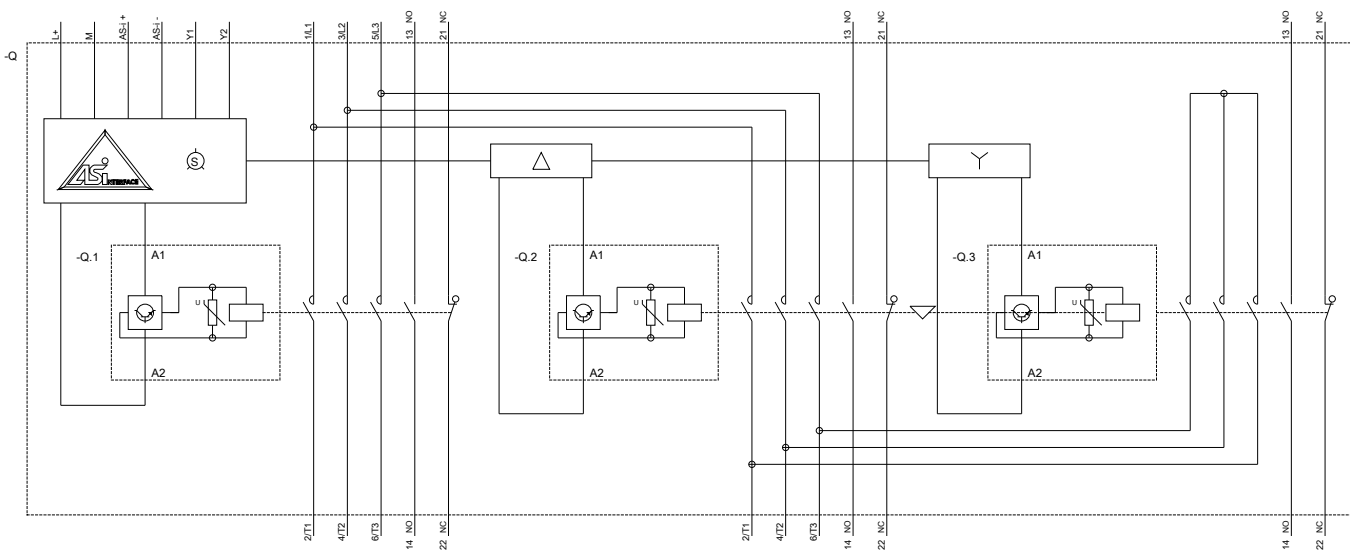 L+
M
AS-i +
AS-i -
Y1
Y2
1/L1
3/L2
5/L3
13 NO
21 NC
13 NO
21 NC
13 NO
21 NC
-Q
ASi
INTERFACE
S
-Q.1
A1
U
A2
-Q.2
A1
U
A2
-Q.3
A1
U
A2
2/T1
4/T2
6/T3
14 NO
22 NC
2/T1
4/T2
6/T3
14 NO
22 NC
14 NO
22 NC